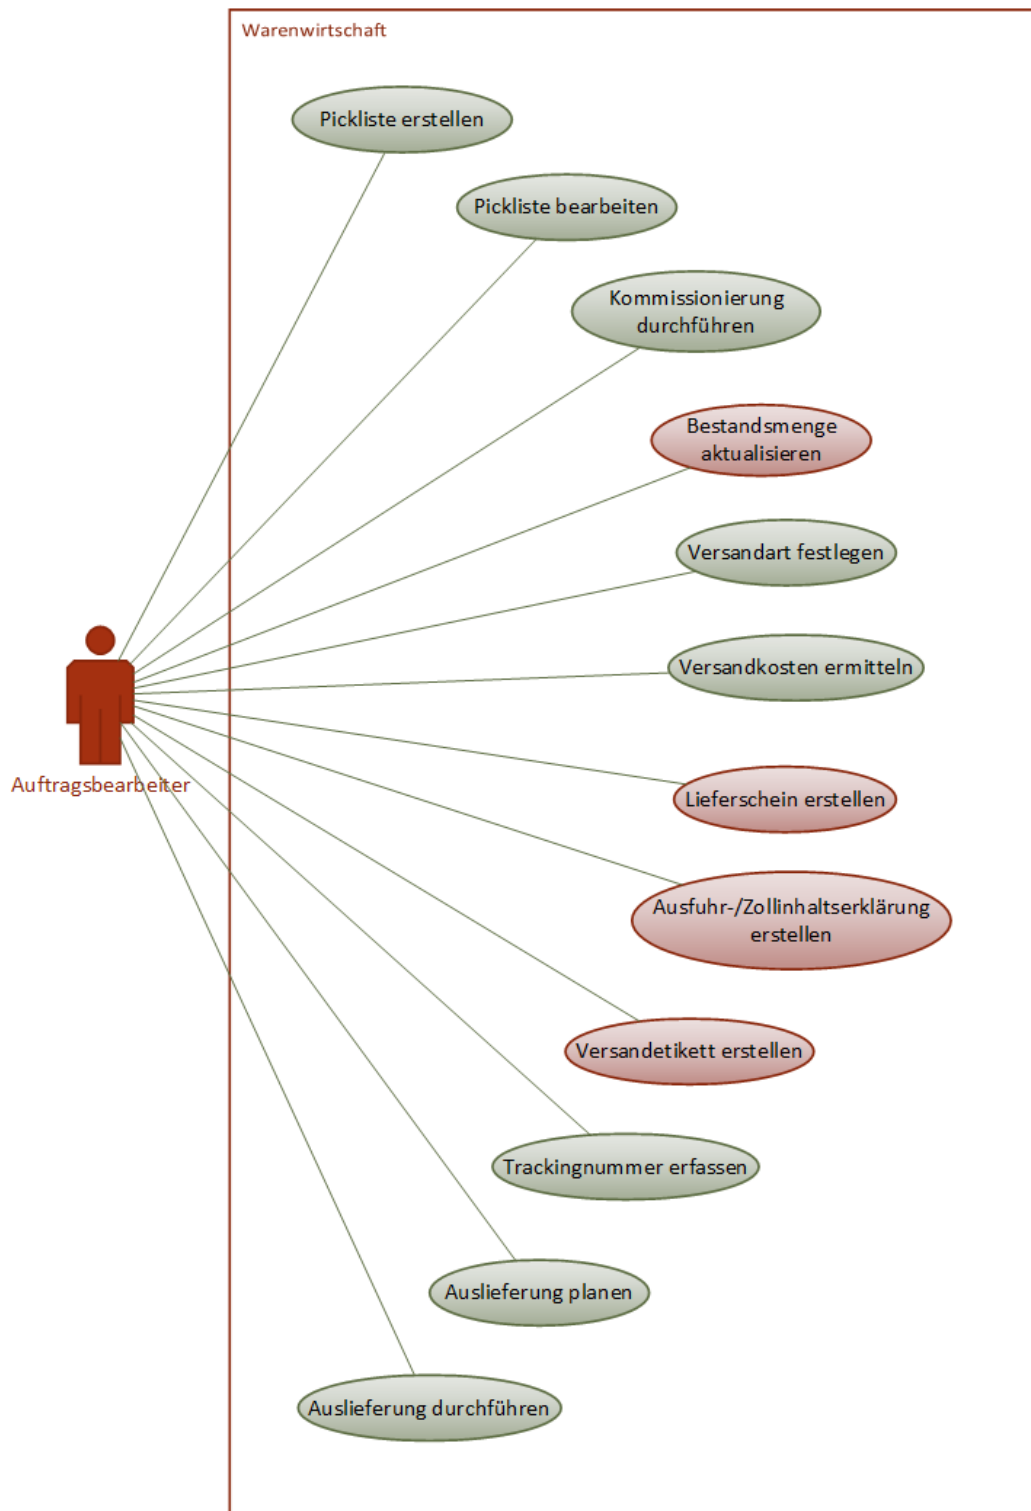 Warenwirtschaft
Pickliste erstellen
Pickliste bearbeiten
Kommissionierung
durchführen
Bestandsmenge
aktualisieren
Versandart festlegen
Versandkosten ermitteln
Auftragsbearbeiter
Lieferschein erstellen
Ausfuhr-/Zollinhaltserklärung
erstellen
Versandetikett erstellen
Trackingnummer erfassen
Auslieferung planen
Auslieferung durchführen